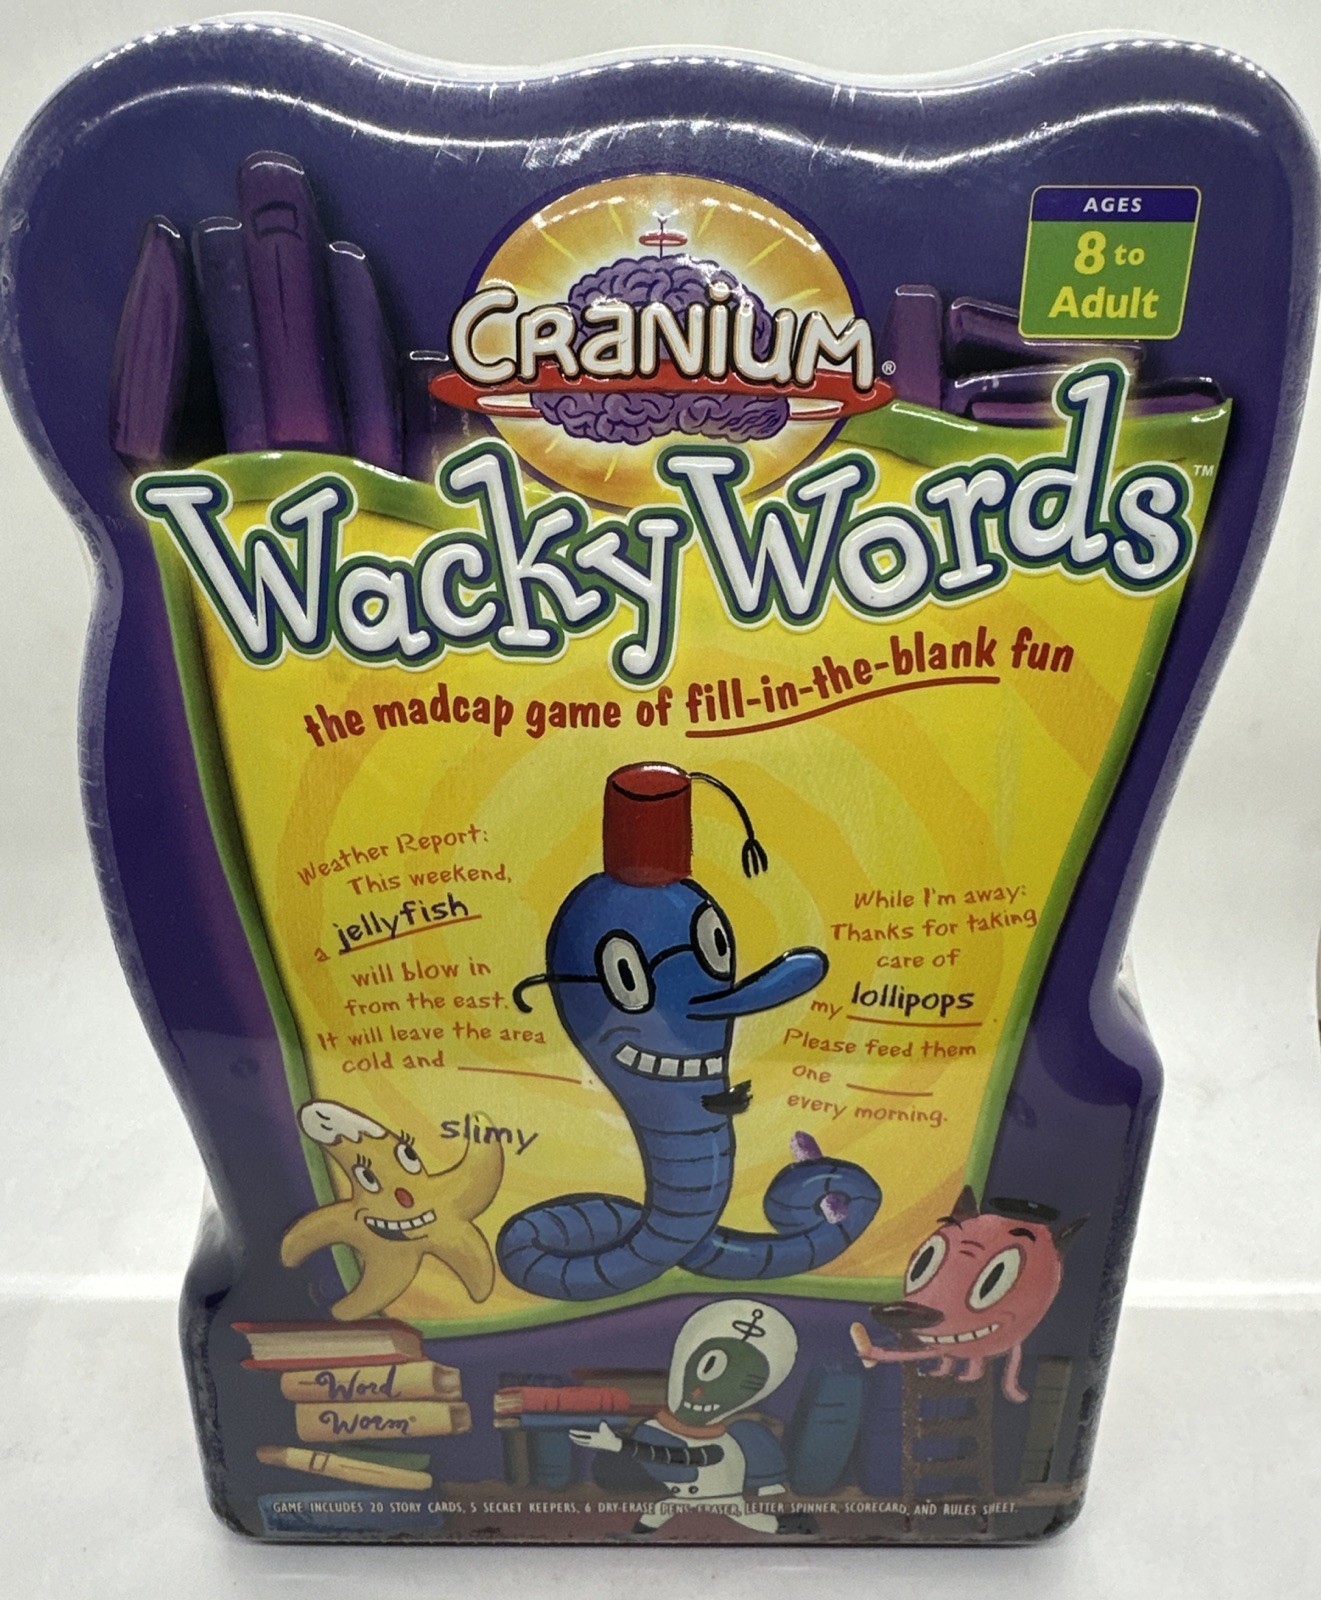 AGES
8 to
Adult
CRANIUM®
Wacky Words™
the madcap game of fill-in-the-blank fun
Weather Report:
This weekend,
a jellyfish
will blow in
from the east.
It will leave the area
cold and
slimy
While I'm away:
Thanks for taking
care of
my lollipops
Please feed them
one
every morning.
Word
Worm
GAME INCLUDES 20 STORY CARDS, 5 SECRET KEEPERS, 6 DRY-ERASE PENS, ERASER, LETTER SPINNER, SCORECARD, AND RULES SHEET.